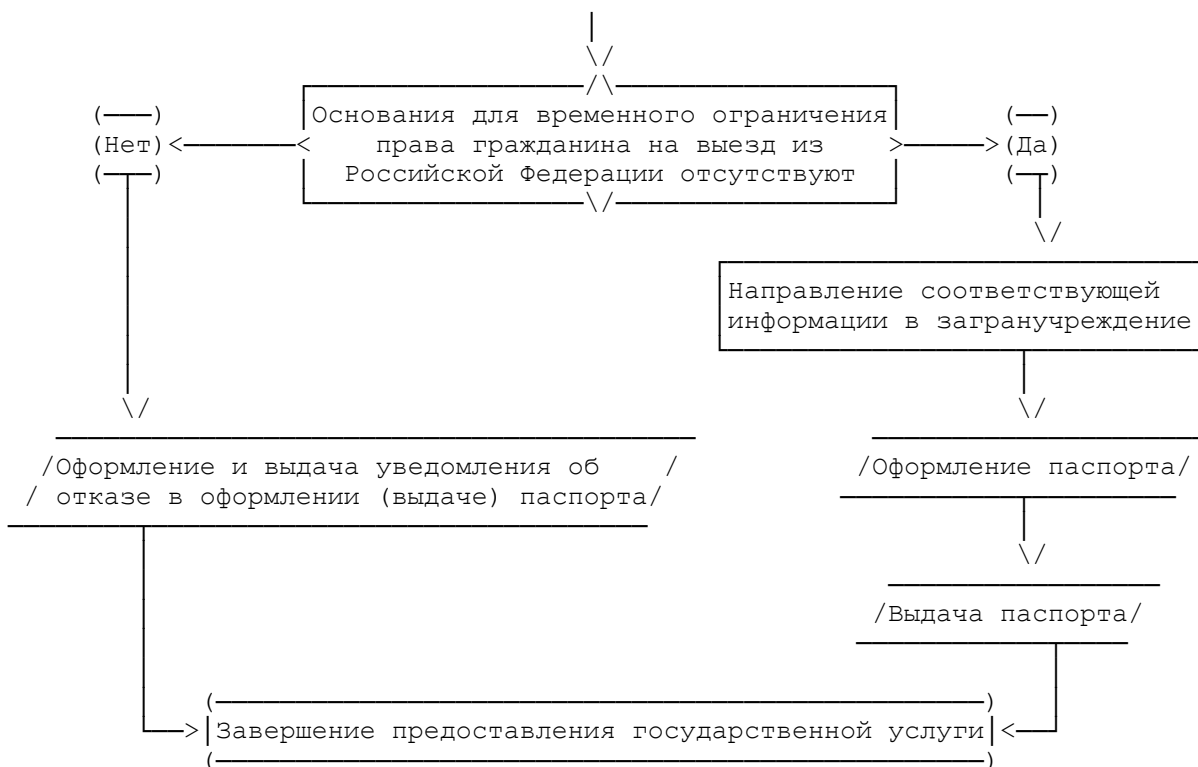 Основания для временного ограничения
(Нет) права гражданина на выезд из (Да)
Российской Федерации отсутствуют
Направление соответствующей
информации в загранучреждение
/Оформление и выдача уведомления об / /Оформление паспорта/
/ отказе в оформлении (выдаче) паспорта/
/Выдача паспорта/
Завершение предоставления государственной услуги